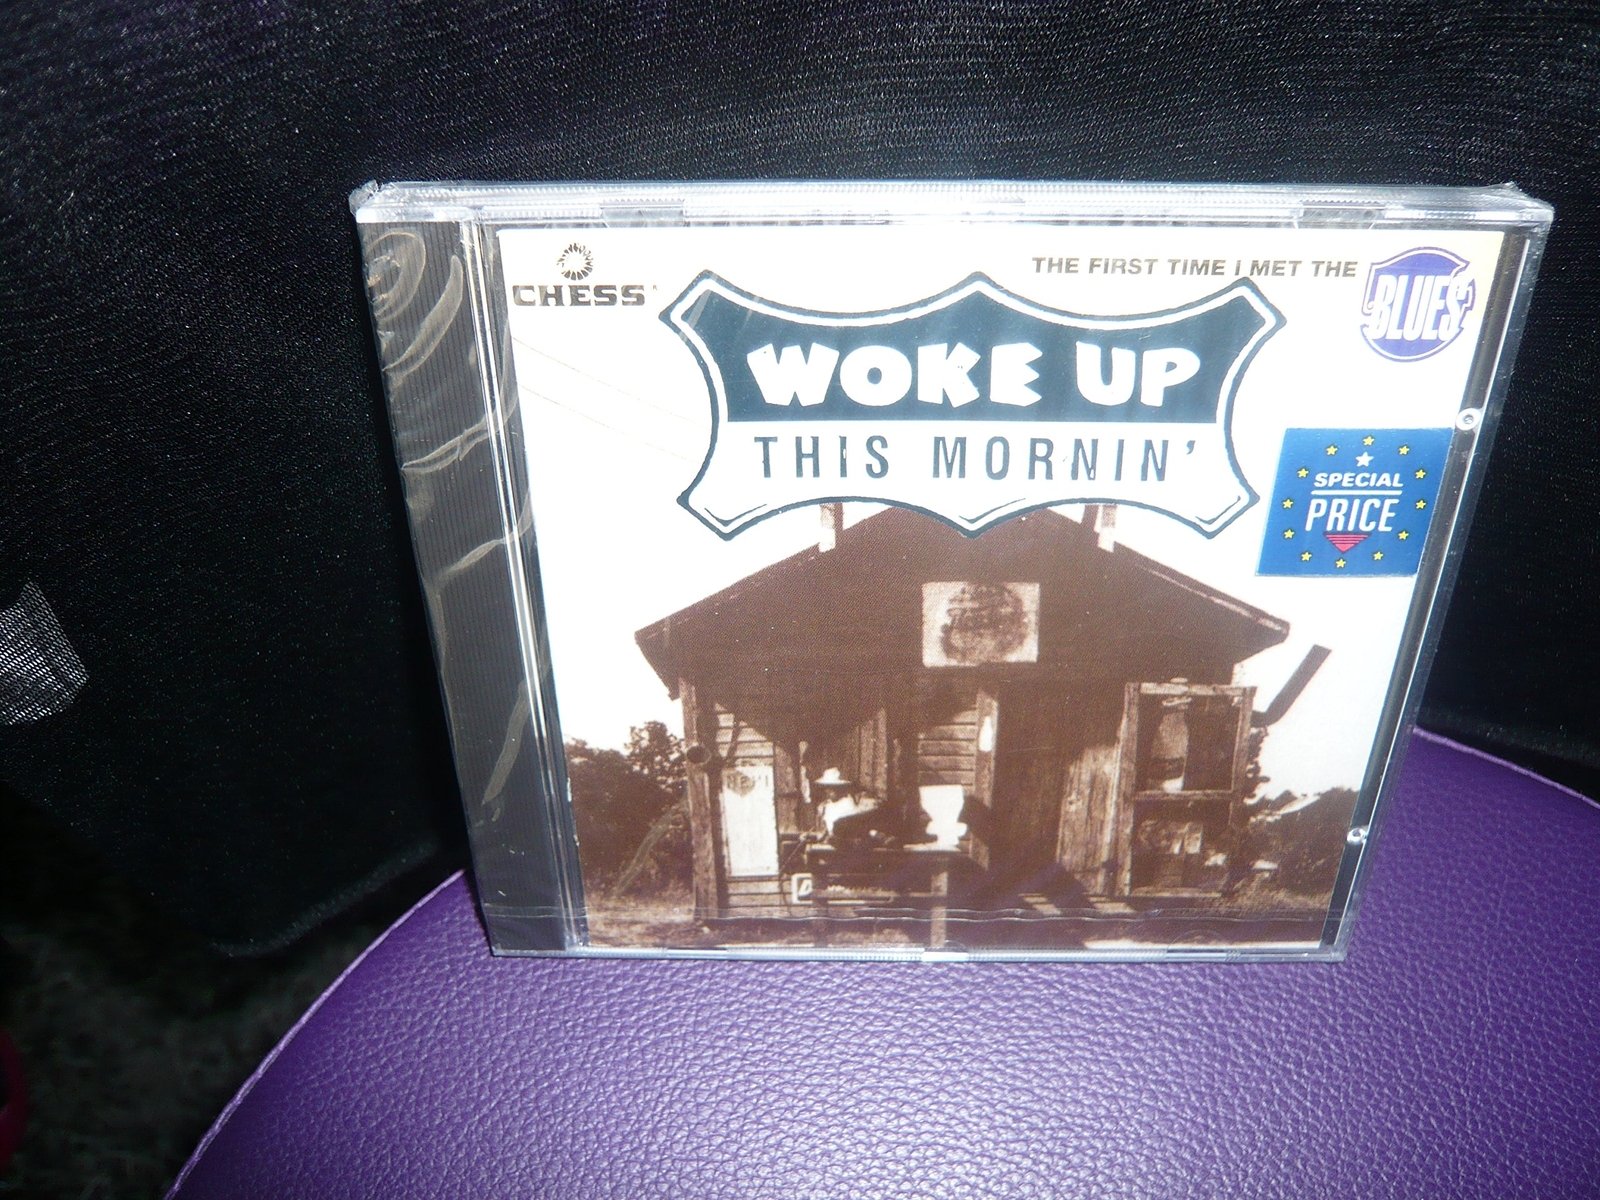 CHESS
THE FIRST TIME I MET THE
BLUES
WOKE UP
THIS MORNIN'
SPECIAL
PRICE